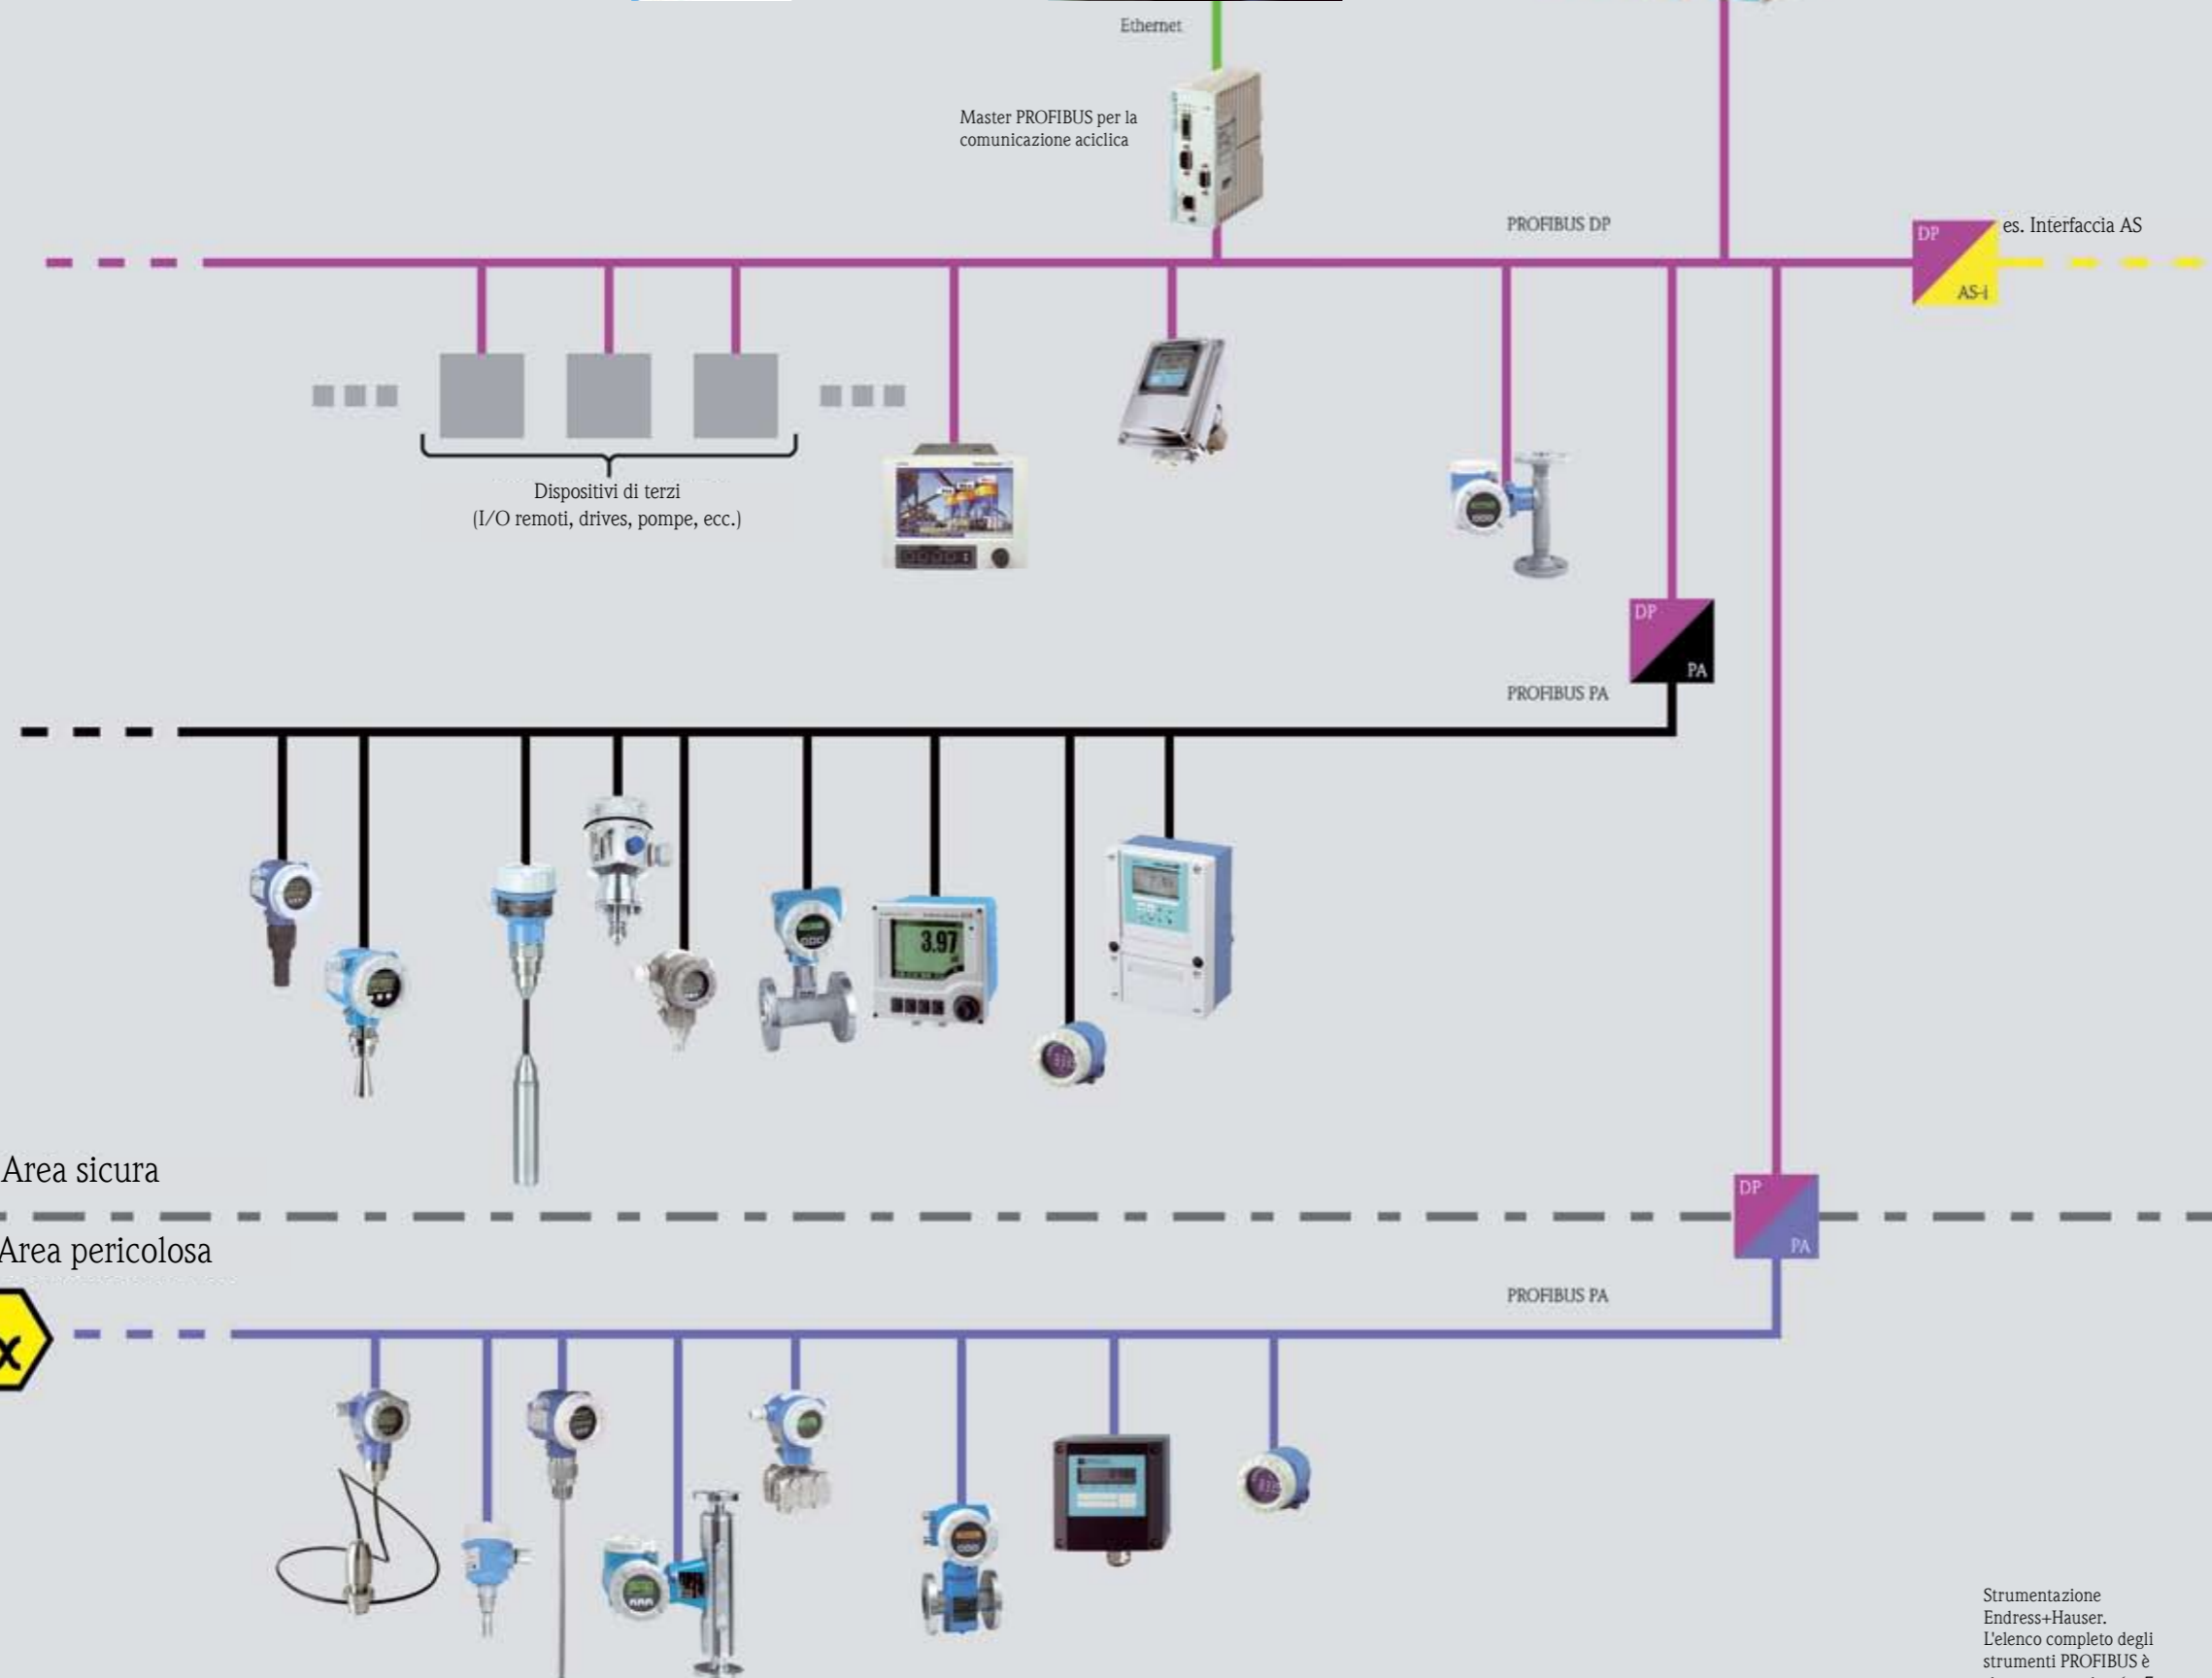 Ethernet
Master PROFIBUS per la
comunicazione aciclica
PROFIBUS DP
DP
es. Interfaccia AS
AS-i
Dispositivi di terzi
(I/O remoti, drives, pompe, ecc.)
DP
PA
PROFIBUS PA
3.97
Area sicura
DP
Area pericolosa
PA
PROFIBUS PA
x
Strumentazione
Endress+Hauser.
L'elenco completo degli
strumenti PROFIBUS è